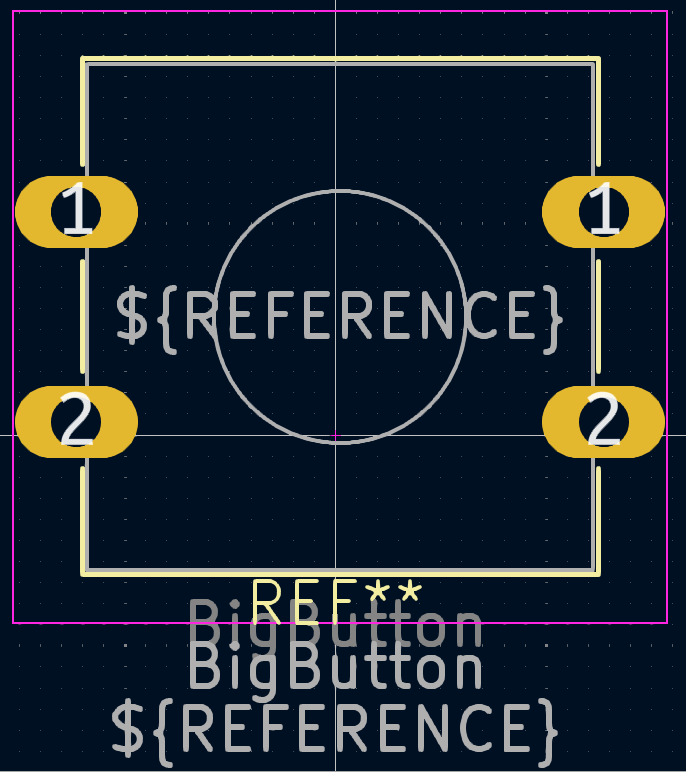 1 1
${REFERENCE}
2 2
REF**
BigButton
BigButton
${REFERENCE}